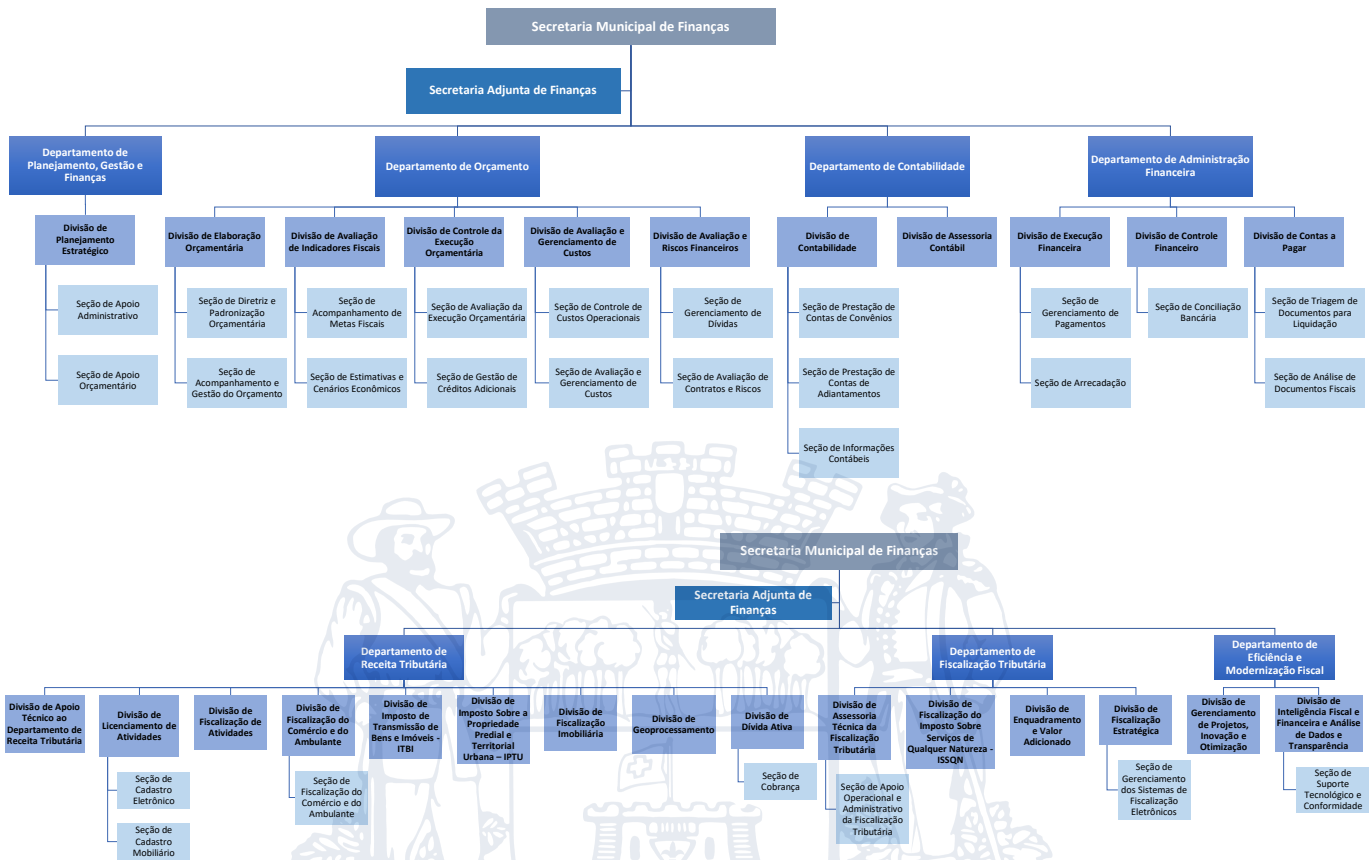 Secretaria Municipal de Finanças
Secretaria Adjunta de Finanças
Departamento de
Planejamento, Gestão e
Finanças
Departamento de Orçamento
Departamento de Contabilidade
Departamento de Administração
Financeira
Divisão de
Planejamento
Estratégico
Divisão de Elaboração
Orçamentária
Divisão de Avaliação
de Indicadores Fiscais
Divisão de Controle da
Execução
Orçamentária
Divisão de Avaliação e
Gerenciamento de
Custos
Divisão de Avaliação e
Riscos Financeiros
Divisão de
Contabilidade
Divisão de Assessoria
Contábil
Divisão de Execução
Financeira
Divisão de Controle
Financeiro
Divisão de Contas a
Pagar
Seção de Apoio
Administrativo
Seção de Diretriz e
Padronização
Orçamentária
Seção de
Acompanhamento de
Metas Fiscais
Seção de Avaliação da
Execução Orçamentária
Seção de Controle de
Custos Operacionais
Seção de
Gerenciamento de
Dívidas
Seção de Prestação de
Contas de Convênios
Seção de
Gerenciamento de
Pagamentos
Seção de Conciliação
Bancária
Seção de Triagem de
Documentos para
Liquidação
Seção de Apoio
Orçamentário
Seção de
Acompanhamento e
Gestão do Orçamento
Seção de Estimativas e
Cenários Econômicos
Seção de Gestão de
Créditos Adicionais
Seção de Avaliação e
Gerenciamento de
Custos
Seção de Avaliação de
Contratos e Riscos
Seção de Prestação de
Contas de
Adiantamentos
Seção de Arrecadação
Seção de Análise de
Documentos Fiscais
Seção de Informações
Contábeis
Secretaria Municipal de Finanças
Secretaria Adjunta de
Finanças
Departamento de
Receita Tributária
Departamento de
Fiscalização Tributária
Departamento de
Eficiência e
Modernização Fiscal
Divisão de Apoio
Técnico ao
Departamento de
Receita Tributária
Divisão de
Licenciamento de
Atividades
Divisão de
Fiscalização de
Atividades
Divisão de
Fiscalização do
Comércio e do
Ambulante
Divisão de
Imposto de
Transmissão de
Bens e Imóveis -
ITBI
Divisão de
Imposto Sobre a
Propriedade
Predial e
Territorial
Urbana – IPTU
Divisão de
Fiscalização
Imobiliária
Divisão de
Geoprocessamento
Divisão de
Dívida Ativa
Divisão de
Assessoria
Técnica da
Fiscalização
Tributária
Divisão de
Fiscalização do
Imposto Sobre
Serviços de
Qualquer Natureza -
ISSQN
Divisão de
Enquadramento
e Valor
Adicionado
Divisão de
Fiscalização
Estratégica
Divisão de
Gerenciamento
de Projetos,
Inovação e
Otimização
Divisão de
Inteligência Fiscal e
Financeira e Análise
de Dados e
Transparência
Seção de
Cadastro
Eletrônico
Seção de
Fiscalização do
Comércio e do
Ambulante
Seção de
Cobrança
Seção de Apoio
Operacional e
Administrativo
da Fiscalização
Tributária
Seção de
Gerenciamento
dos Sistemas de
Fiscalização
Eletrônicos
Seção de
Suporte
Tecnológico e
Conformidade
Seção de
Cadastro
Mobiliário